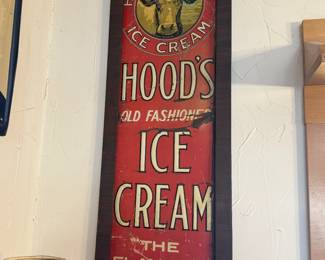 ICE CREAM
HOOD'S
OLD FASHIONED
ICE
CREAM
THE